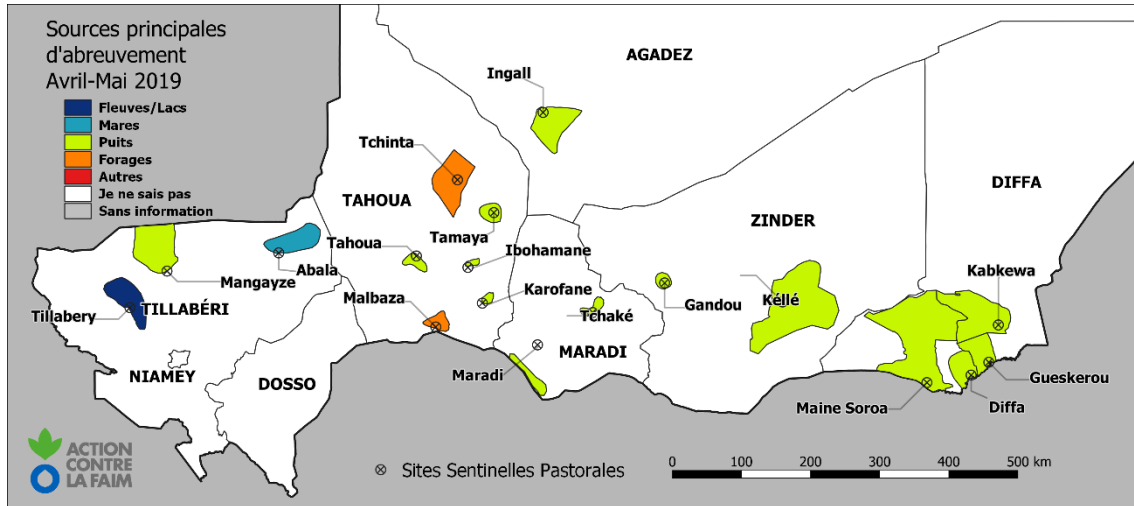 Sources principales
d'abreuvement
Avril-Mai 2019
Fleuves/Lacs
Mares
Puits
Forages
Autres
Je ne sais pas
Sans information
AGADEZ
Ingall
Tchinta
DIFFA
TAHOUA
ZINDER
Tamaya
Tahoua
Ibohamane
Kabkewa
Abala
Mangayze
Karofane
Gandou
Kéllé
Malbaza
TILLABÉRI
Tillabery
Tchaké
MARADI
Maradi
Gueskerou
NIAMEY
DOSSO
Maine Soroa
Diffa
ACTION
CONTRE
LA FAIM
Sites Sentinelles Pastorales
0 100 200 300 400 500 km